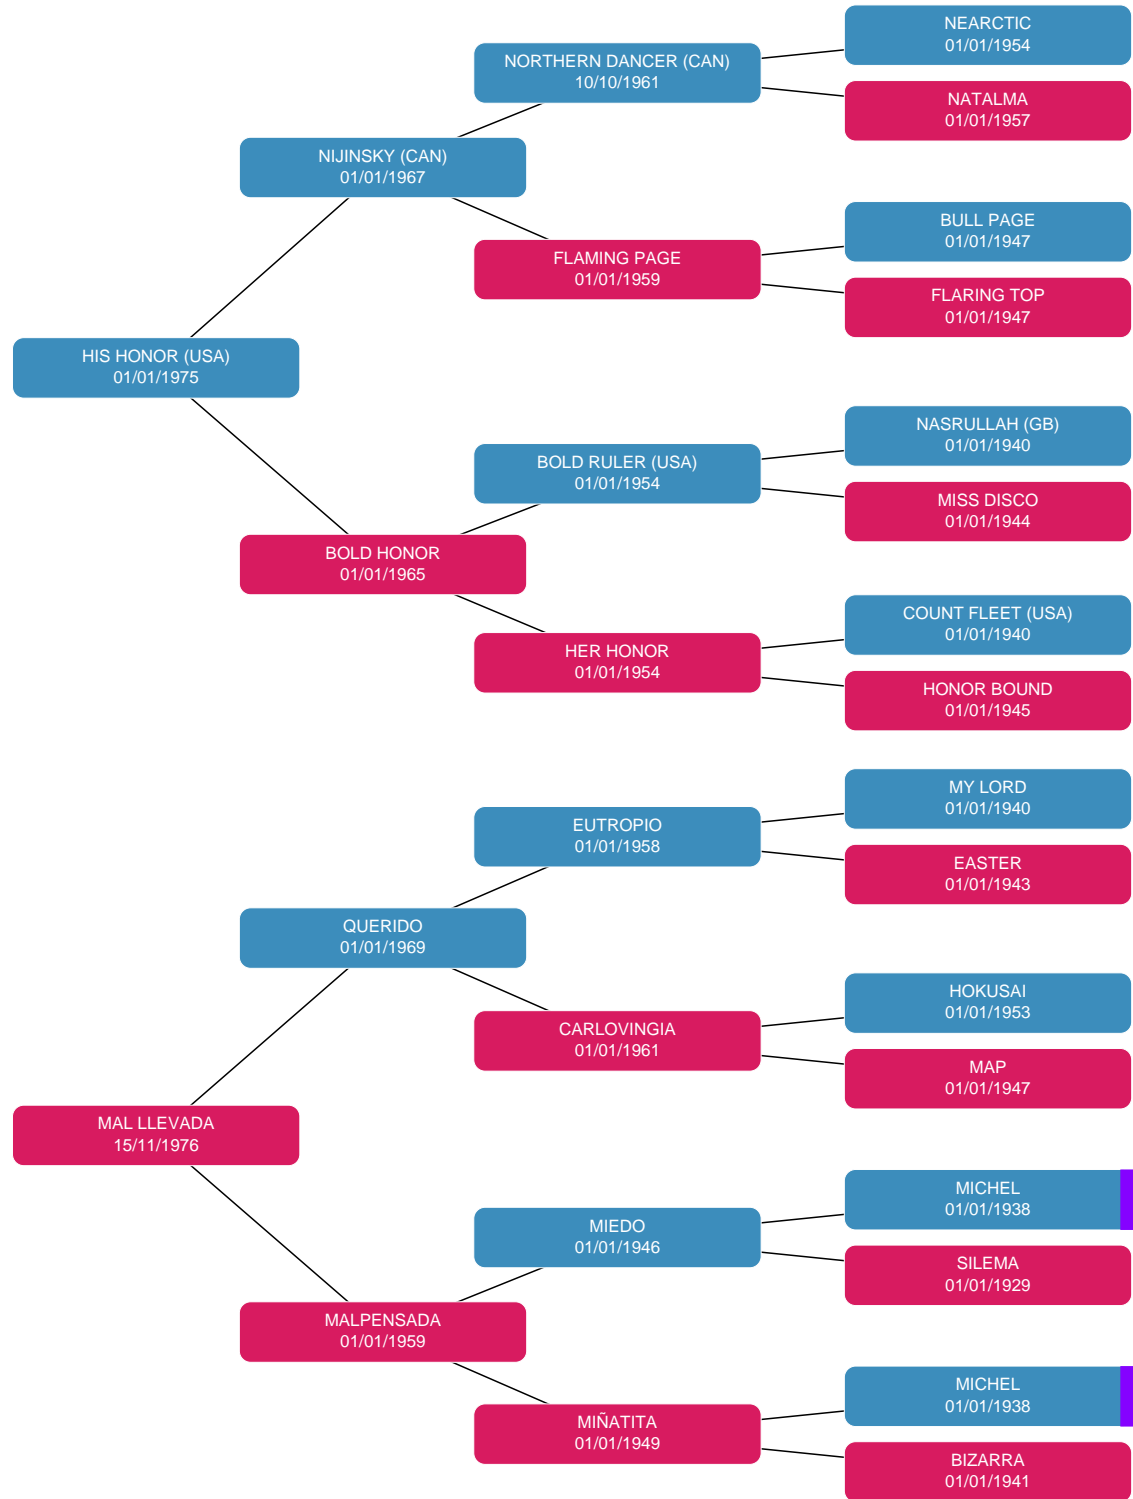 NEARCTIC
01/01/1954
NORTHERN DANCER (CAN)
10/10/1961
NATALMA
01/01/1957
NIJINSKY (CAN)
01/01/1967
BULL PAGE
01/01/1947
FLAMING PAGE
01/01/1959
FLARING TOP
01/01/1947
HIS HONOR (USA)
01/01/1975
NASRULLAH (GB)
01/01/1940
BOLD RULER (USA)
01/01/1954
MISS DISCO
01/01/1944
BOLD HONOR
01/01/1965
COUNT FLEET (USA)
01/01/1940
HER HONOR
01/01/1954
HONOR BOUND
01/01/1945
MY LORD
01/01/1940
EUTROPIO
01/01/1958
EASTER
01/01/1943
QUERIDO
01/01/1969
HOKUSAI
01/01/1953
CARLOVINGIA
01/01/1961
MAP
01/01/1947
MAL LLEVADA
15/11/1976
MICHEL
01/01/1938
MIEDO
01/01/1946
SILEMA
01/01/1929
MALPENSADA
01/01/1959
MICHEL
01/01/1938
MIÑATITA
01/01/1949
BIZARRA
01/01/1941